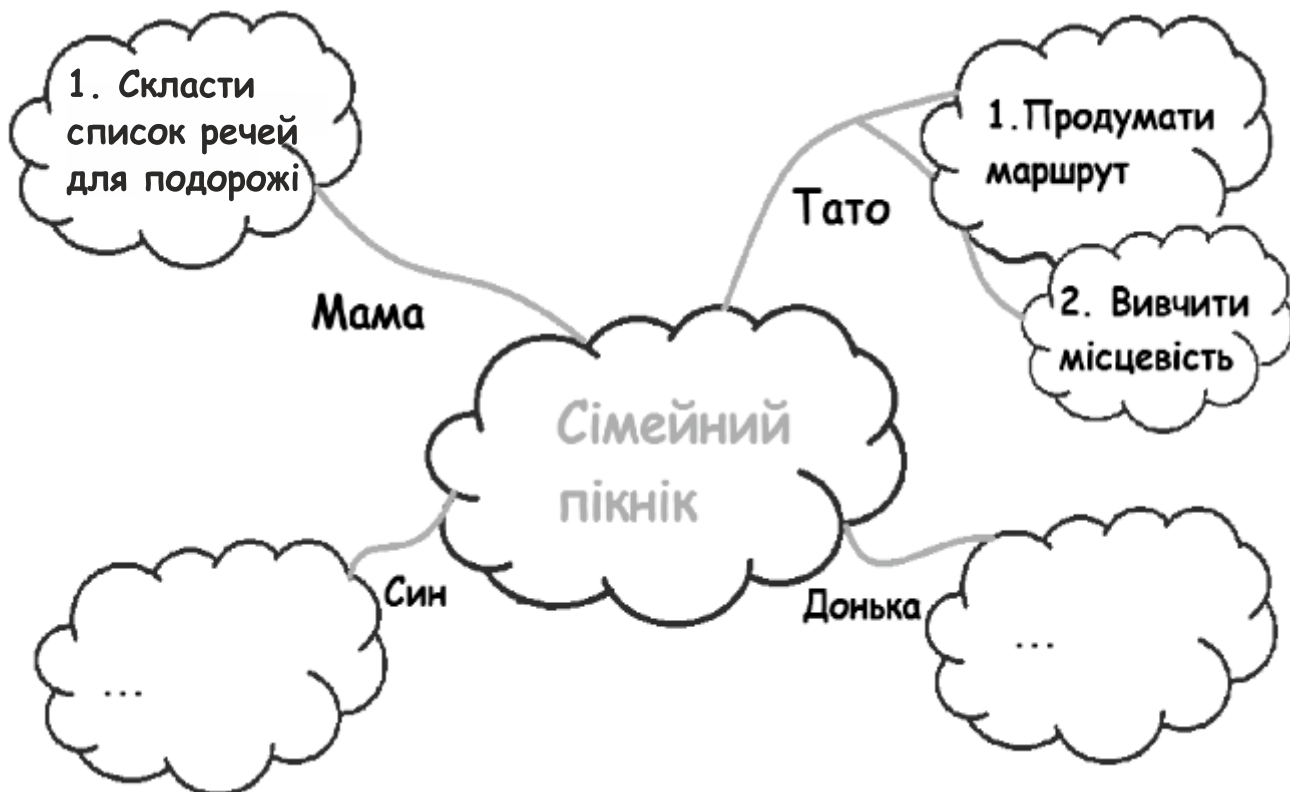 1. Скласти
список речей
для подорожі
Мама
1.Продумати
маршрут
Тато
2. Вивчити
місцевість
Сімейний
пікнік
Син
...
Донька
...